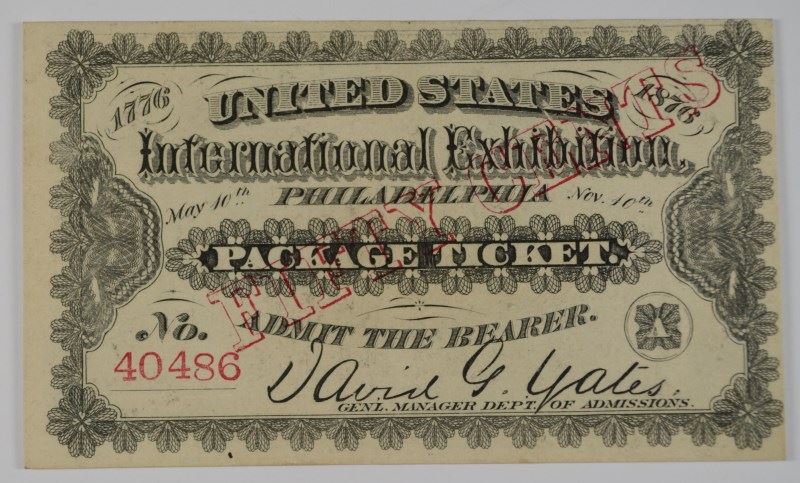 1776 UNITED STATES 1876
International Exhibition,
May 10th PHILADELPHIA Nov. 10th
PACKAGE TICKET.
FIFTY CENTS
ADMIT THE BEARER.
No. 40486
A
David G. Yates,
GENL. MANAGER DEPT. OF ADMISSIONS.